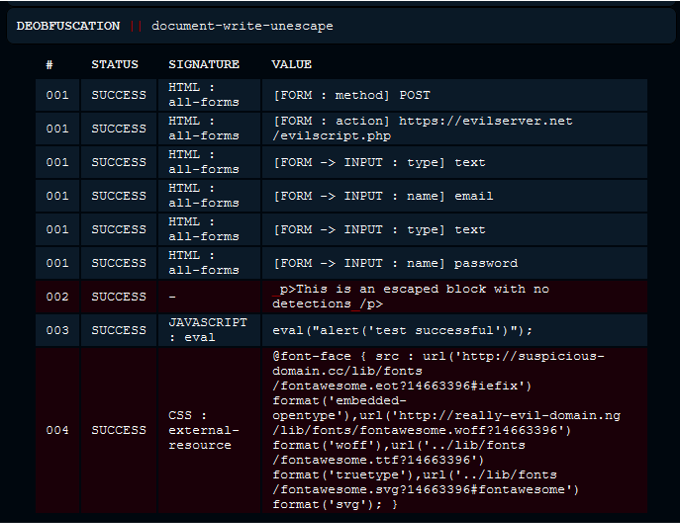 DEOBFUSCATION || document-write-unescape
# STATUS SIGNATURE VALUE
001 SUCCESS HTML : all-forms [FORM : method] POST
001 SUCCESS HTML : all-forms [FORM : action] https://evilserver.net
/evilscript.php
001 SUCCESS HTML : all-forms [FORM -> INPUT : type] text
001 SUCCESS HTML : all-forms [FORM -> INPUT : name] email
001 SUCCESS HTML : all-forms [FORM -> INPUT : type] text
001 SUCCESS HTML : all-forms [FORM -> INPUT : name] password
002 SUCCESS – _p>This is an escaped block with no
detections_/p>
003 SUCCESS JAVASCRIPT : eval eval("alert('test successful')");
004 SUCCESS CSS : external-resource
@font-face { src : url('http://suspicious-
domain.cc/lib/fonts
/fontawesome.eot?14663396#iefix')
format('embedded-
opentype'),url('http://really-evil-domain.ng
/lib/fonts/fontawesome.woff?14663396')
format('woff'),url('../lib/fonts
/fontawesome.ttf?14663396')
format('truetype'),url('../lib/fonts
/fontawesome.svg?14663396#fontawesome')
format('svg'); }